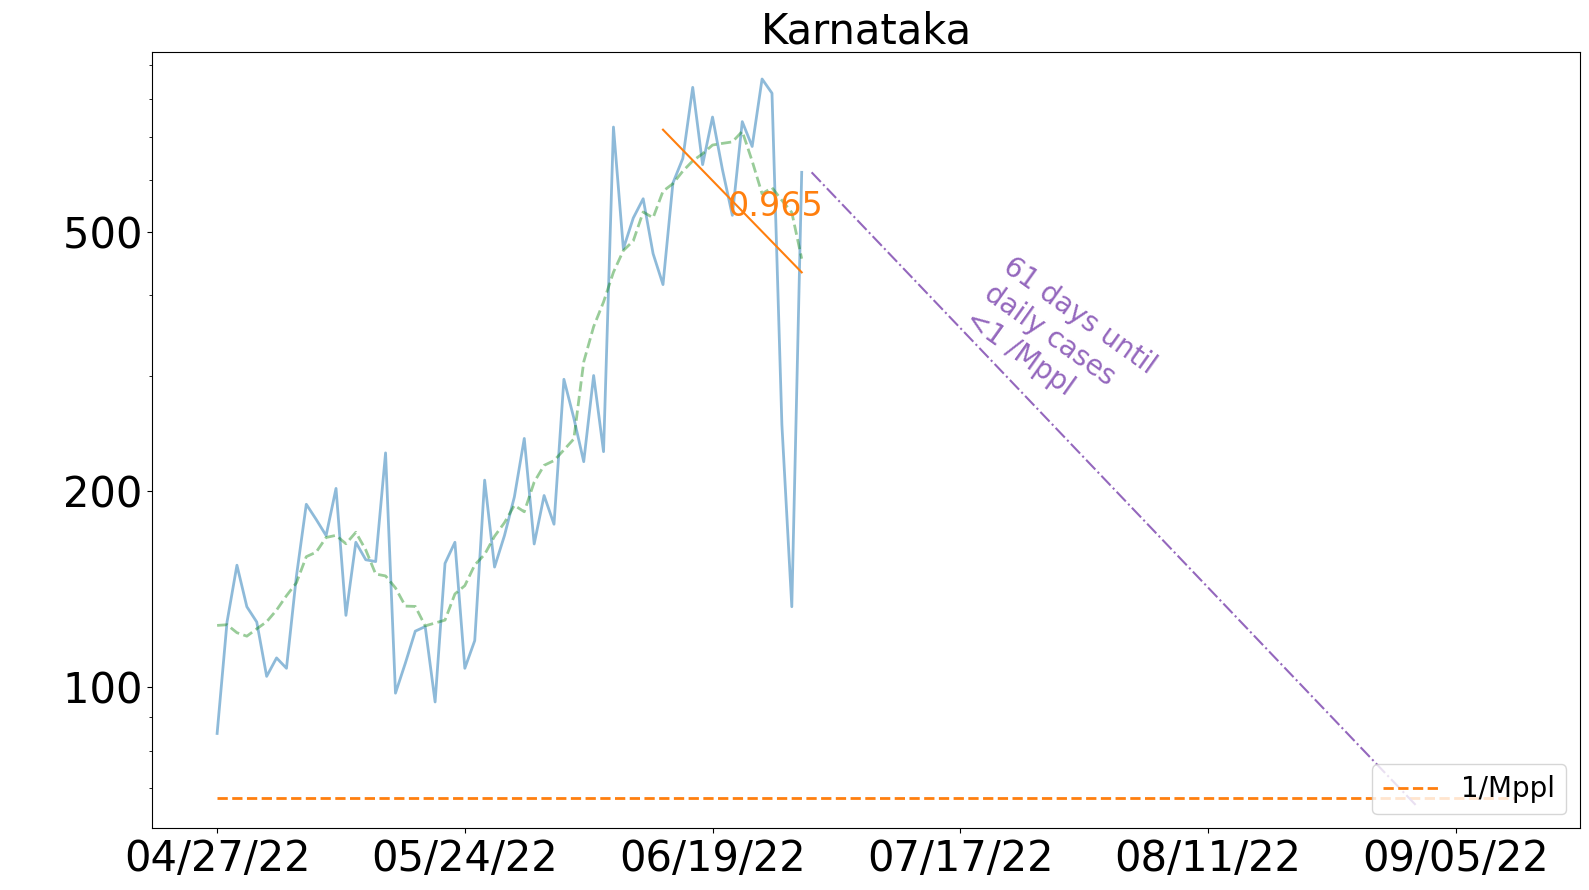 Karnataka
500
200
100
0.965
61 days until
daily cases
<1 /Mppl
1/Mppl
04/27/22
05/24/22
06/19/22
07/17/22
08/11/22
09/05/22